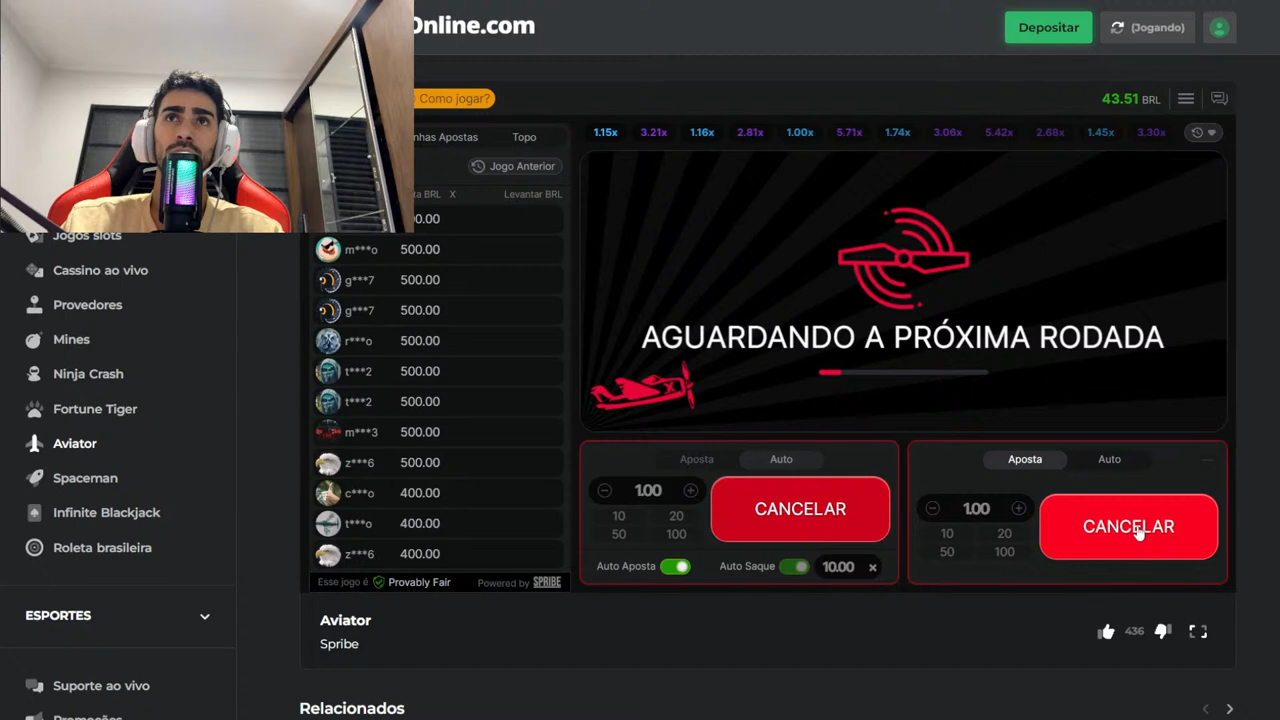 Online.com
Depositar
(Jogando)
Como jogar?
43.51 BRL
1.15x 3.21x 1.16x 2.81x 1.00x 5.71x 1.74x 3.06x 5.42x 2.68x 1.45x 3.30x
Apostas Topo
Jogo Anterior
BRL X Levantar BRL
m***o 500.00
g***7 500.00
g***7 500.00
r***o 500.00
t***2 500.00
t***2 500.00
m***3 500.00
z***6 500.00
c***o 400.00
t***o 400.00
z***6 400.00
Esse jogo é Provably Fair Powered by SPRIBE
AGUARDANDO A PRÓXIMA RODADA
Aposta Auto
1.00
10 20
50 100
CANCELAR
Auto Aposta Auto Saque 10.00 x
Aposta Auto
1.00
10 20
50 100
CANCELAR
Jogos slots
Cassino ao vivo
Provedores
Mines
Ninja Crash
Fortune Tiger
Aviator
Spaceman
Infinite Blackjack
Roleta brasileira
ESPORTES
Suporte ao vivo
Aviator
Spribe
436
Relacionados